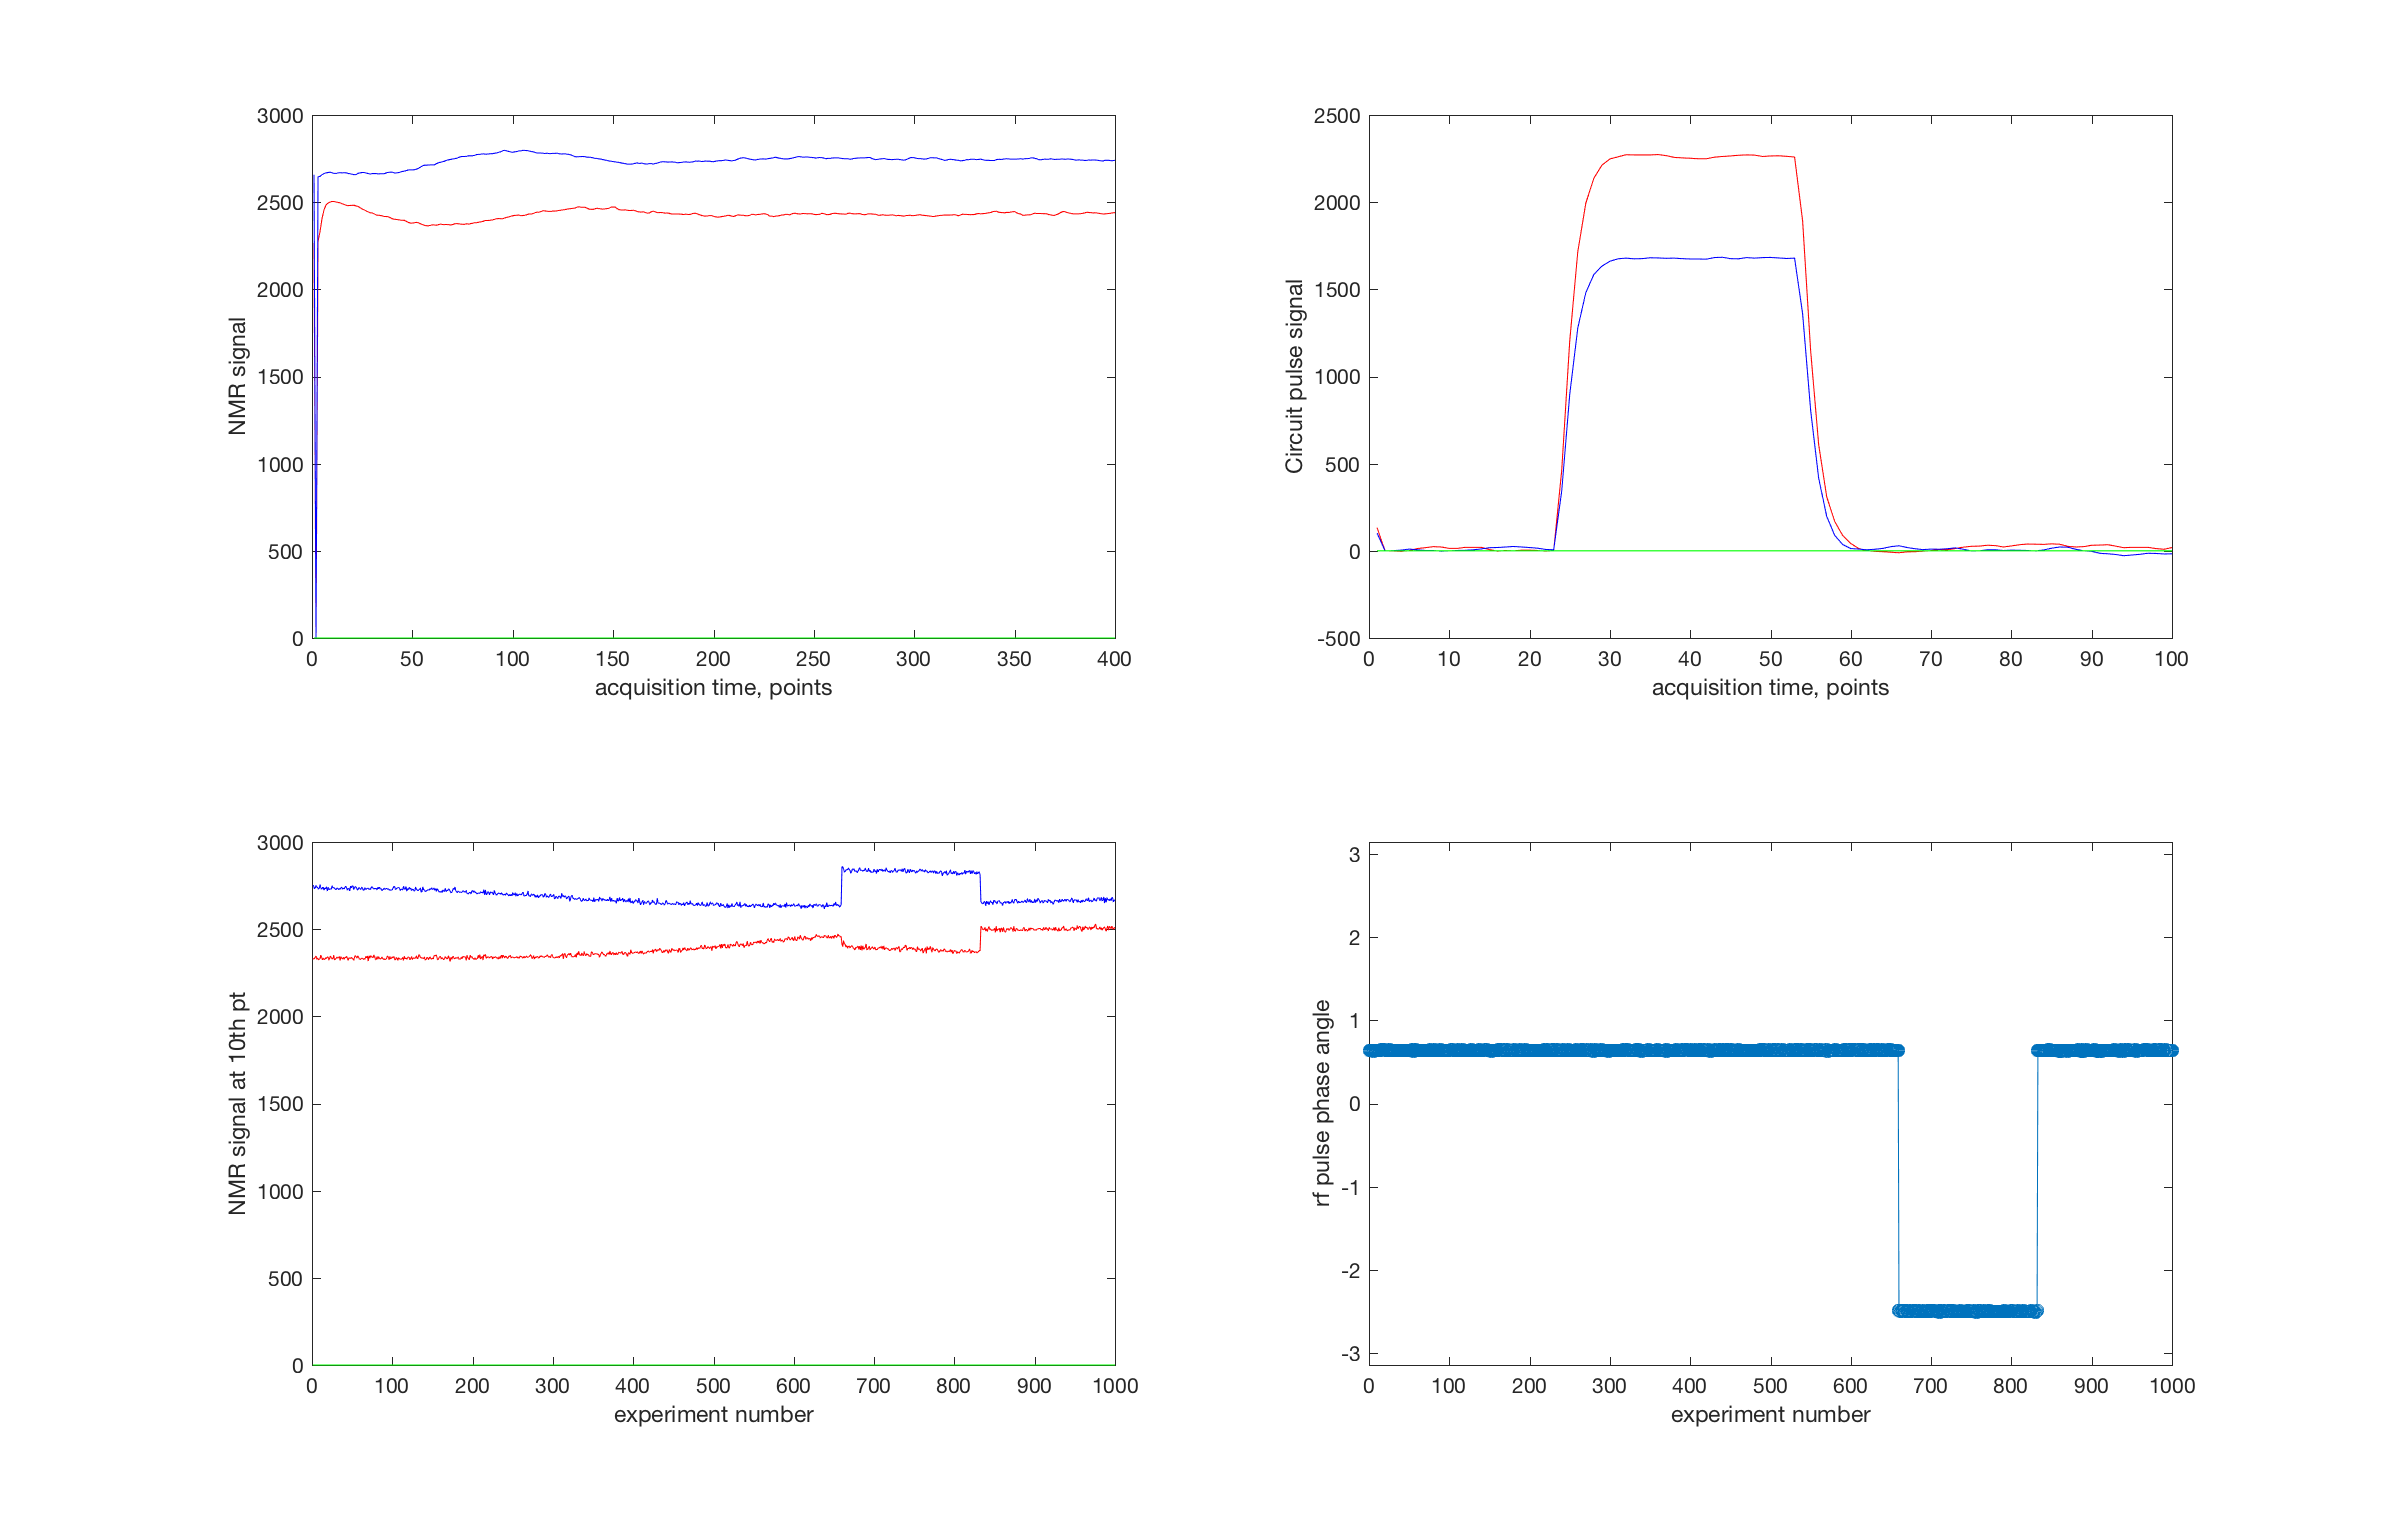 3000
2500
2000
1500
1000
500
0
NMR signal
0 50 100 150 200 250 300 350 400
acquisition time, points
2500
2000
1500
1000
500
0
-500
Circuit pulse signal
0 10 20 30 40 50 60 70 80 90 100
acquisition time, points
3000
2500
2000
1500
1000
500
0
NMR signal at 10th pt
0 100 200 300 400 500 600 700 800 900 1000
experiment number
3
2
1
0
-1
-2
-3
rf pulse phase angle
0 100 200 300 400 500 600 700 800 900 1000
experiment number